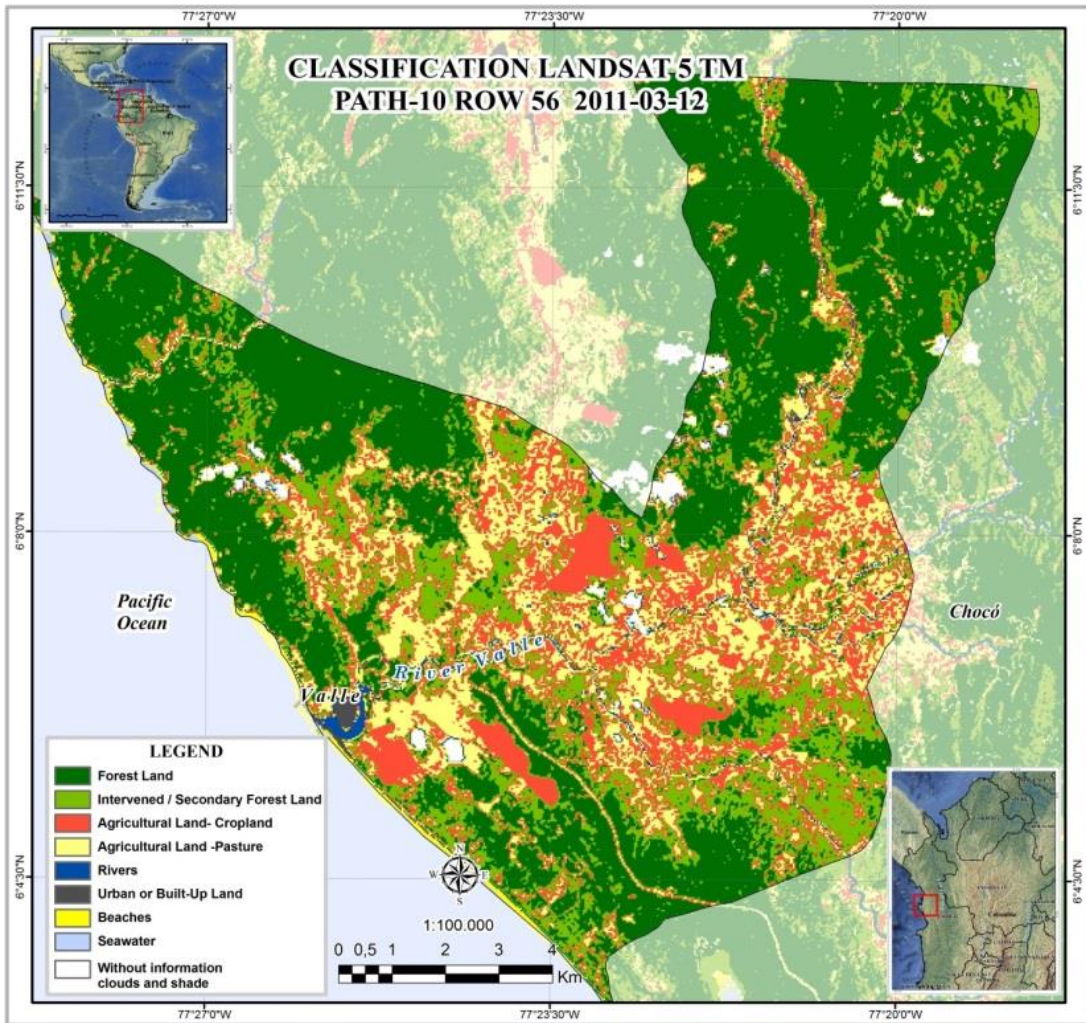 77°27'0"W
77°23'30"W
77°20'0"W
CLASSIFICATION LANDSAT 5 TM
PATH-10 ROW 56 2011-03-12
6°11'30"N
6°11'30"N
6°8'0"N
6°8'0"N
Pacific
Ocean
Chocó
River Valle
Valle
LEGEND
Forest Land
Intervened / Secondary Forest Land
Agricultural Land- Cropland
Agricultural Land -Pasture
Rivers
Urban or Built-Up Land
Beaches
Seawater
Without information
clouds and shade
N
W
E
S
1:100.000
0 0,5 1 2 3 4
Km
6°4'30"N
6°4'30"N
Colombia
77°27'0"W
77°23'30"W
77°20'0"W